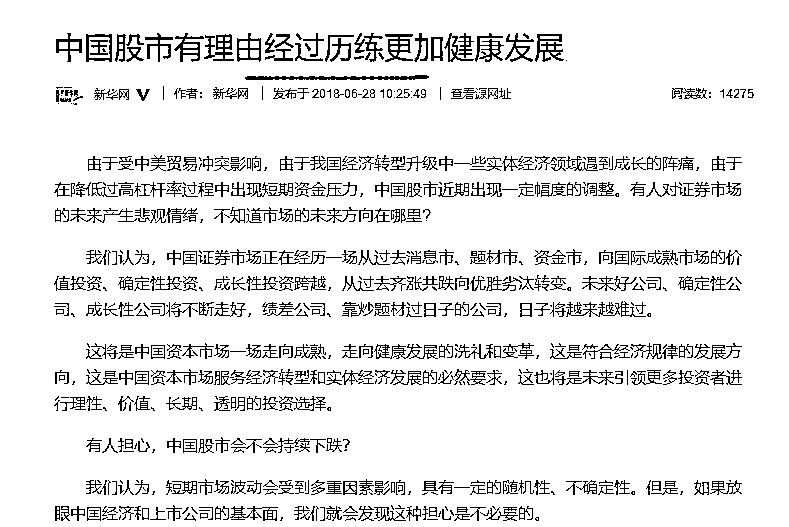 中国股市有理由经过历练更加健康发展
新华网 V | 作者：新华网 | 发布于 2018-06-28 10:25:49 | 查看源网址 阅读数：14275
由于受中美贸易冲突影响，由于我国经济转型升级中一些实体经济领域遇到成长的阵痛，由于
在降低过高杠杆率过程中出现短期资金压力，中国股市近期出现一定幅度的调整。有人对证券市场
的未来产生悲观情绪，不知道市场的未来方向在哪里？
我们认为，中国证券市场正在经历一场从过去消息市、题材市、资金市，向国际成熟市场的价
值投资、确定性投资、成长性投资跨越，从过去齐涨共跌向优胜劣汰转变。未来好公司、确定性公
司、成长性公司将不断走好，绩差公司、靠炒题材过日子的公司，日子将越来越难过。
这将是中国资本市场一场走向成熟，走向健康发展的洗礼和变革，这是符合经济规律的发展方
向，这是中国资本市场服务经济转型和实体经济发展的必然要求，这也将是未来引领更多投资者进
行理性、价值、长期、透明的投资选择。
有人担心，中国股市会不会持续下跌？
我们认为，短期市场波动会受到多重因素影响，具有一定的随机性、不确定性。但是，如果放
眼中国经济和上市公司的基本面，我们就会发现这种担心是不必要的。